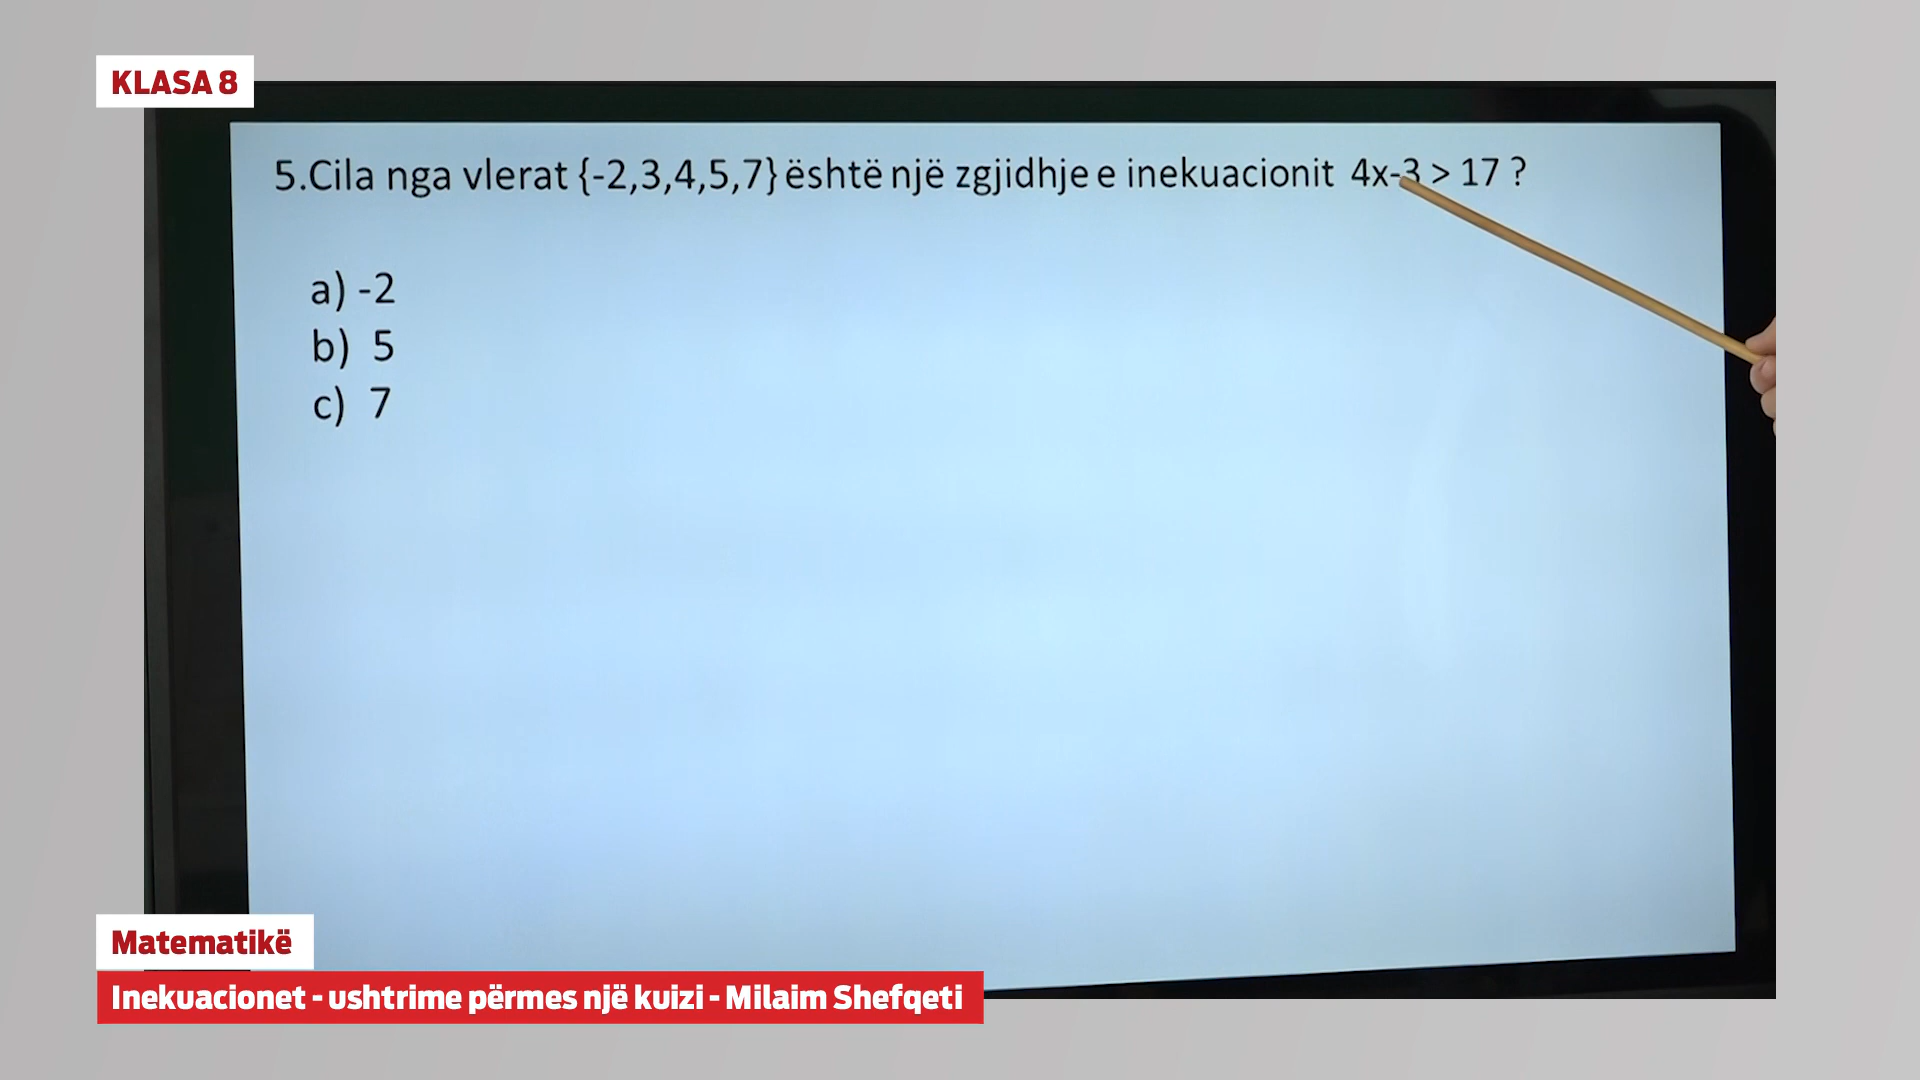 KLASA 8
5.Cila nga vlerat {-2,3,4,5,7} është një zgjidhje e inekuacionit 4x-3 > 17 ?
a) -2
b) 5
c) 7
Matematikë
Inekuacionet - ushtrime përmes një kuizi - Milaim Shefqeti